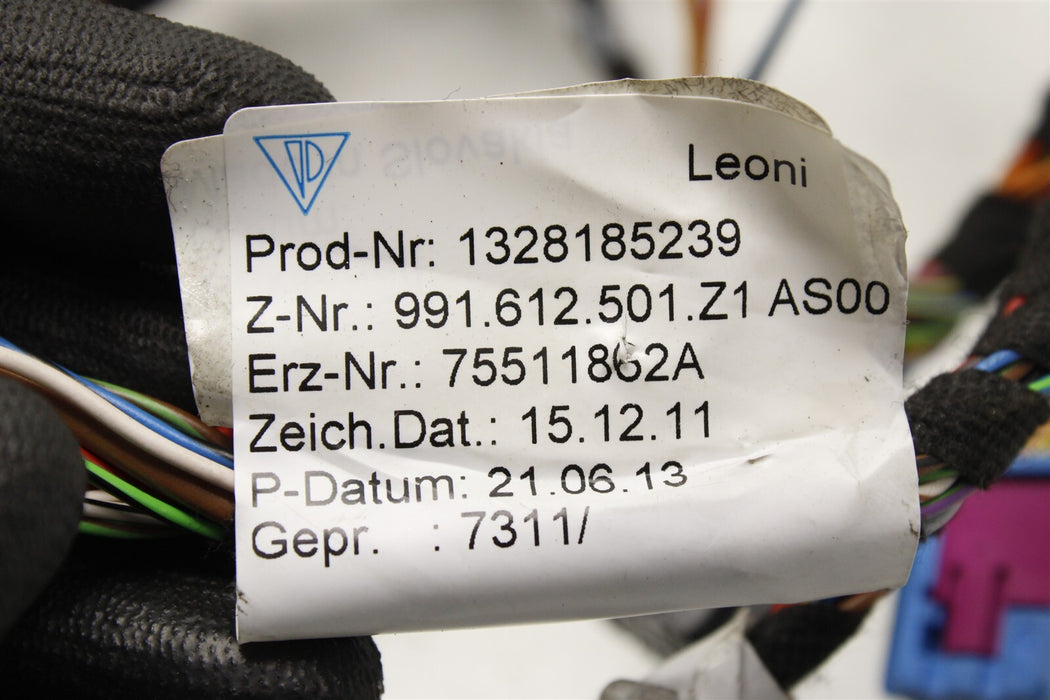 Leoni
Prod-Nr: 1328185239
Z-Nr.: 991.612.501.Z1 AS00
Erz-Nr.:
Zeich.Dat.: 15.12.11
P-Datum: 21.06.13
Gepr. : 7311/